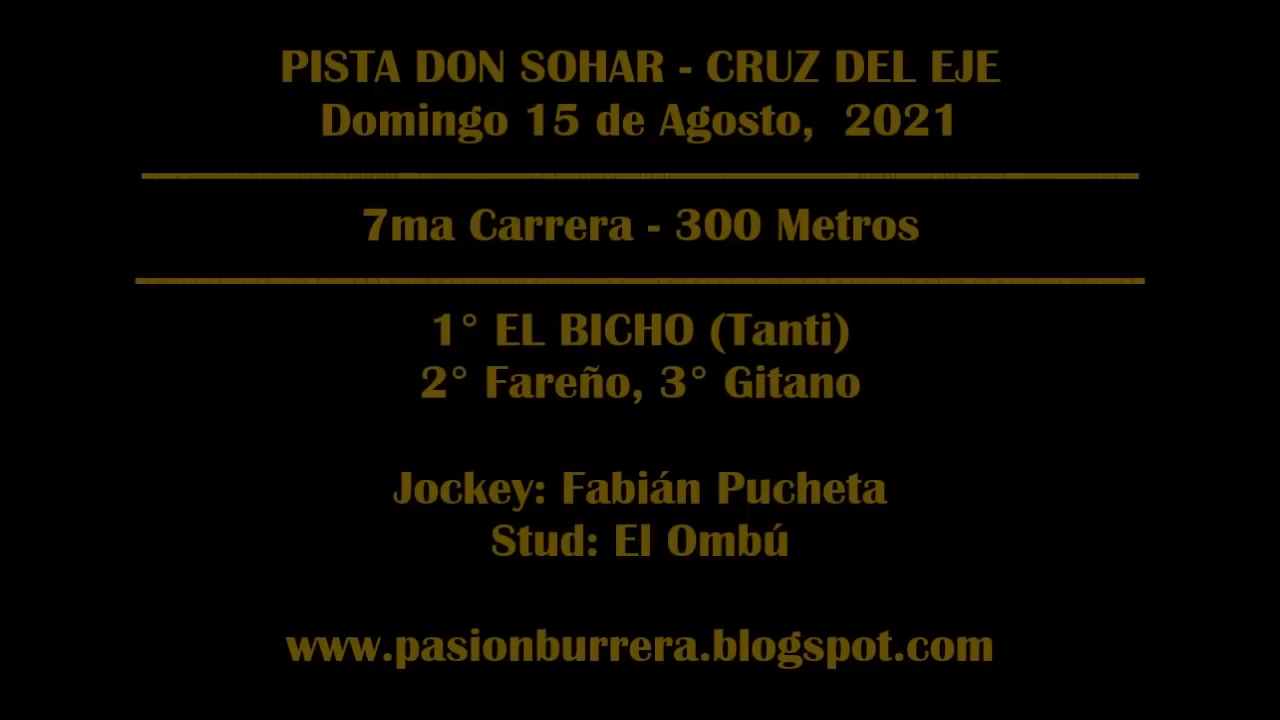 PISTA DON SOHAR - CRUZ DEL EJE
Domingo 15 de Agosto, 2021
7ma Carrera - 300 Metros
1° EL BICHO (Tanti)
2° Fareño, 3° Gitano
Jockey: Fabián Pucheta
Stud: El Ombú
www.pasionburrera.blogspot.com